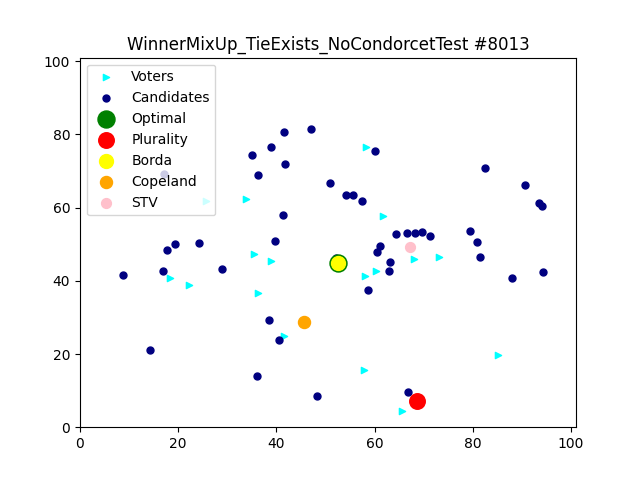 WinnerMixUp_TieExists_NoCondorcetTest #8013
Voters
Candidates
Optimal
Plurality
Borda
Copeland
STV
100
80
60
40
20
0
0 20 40 60 80 100